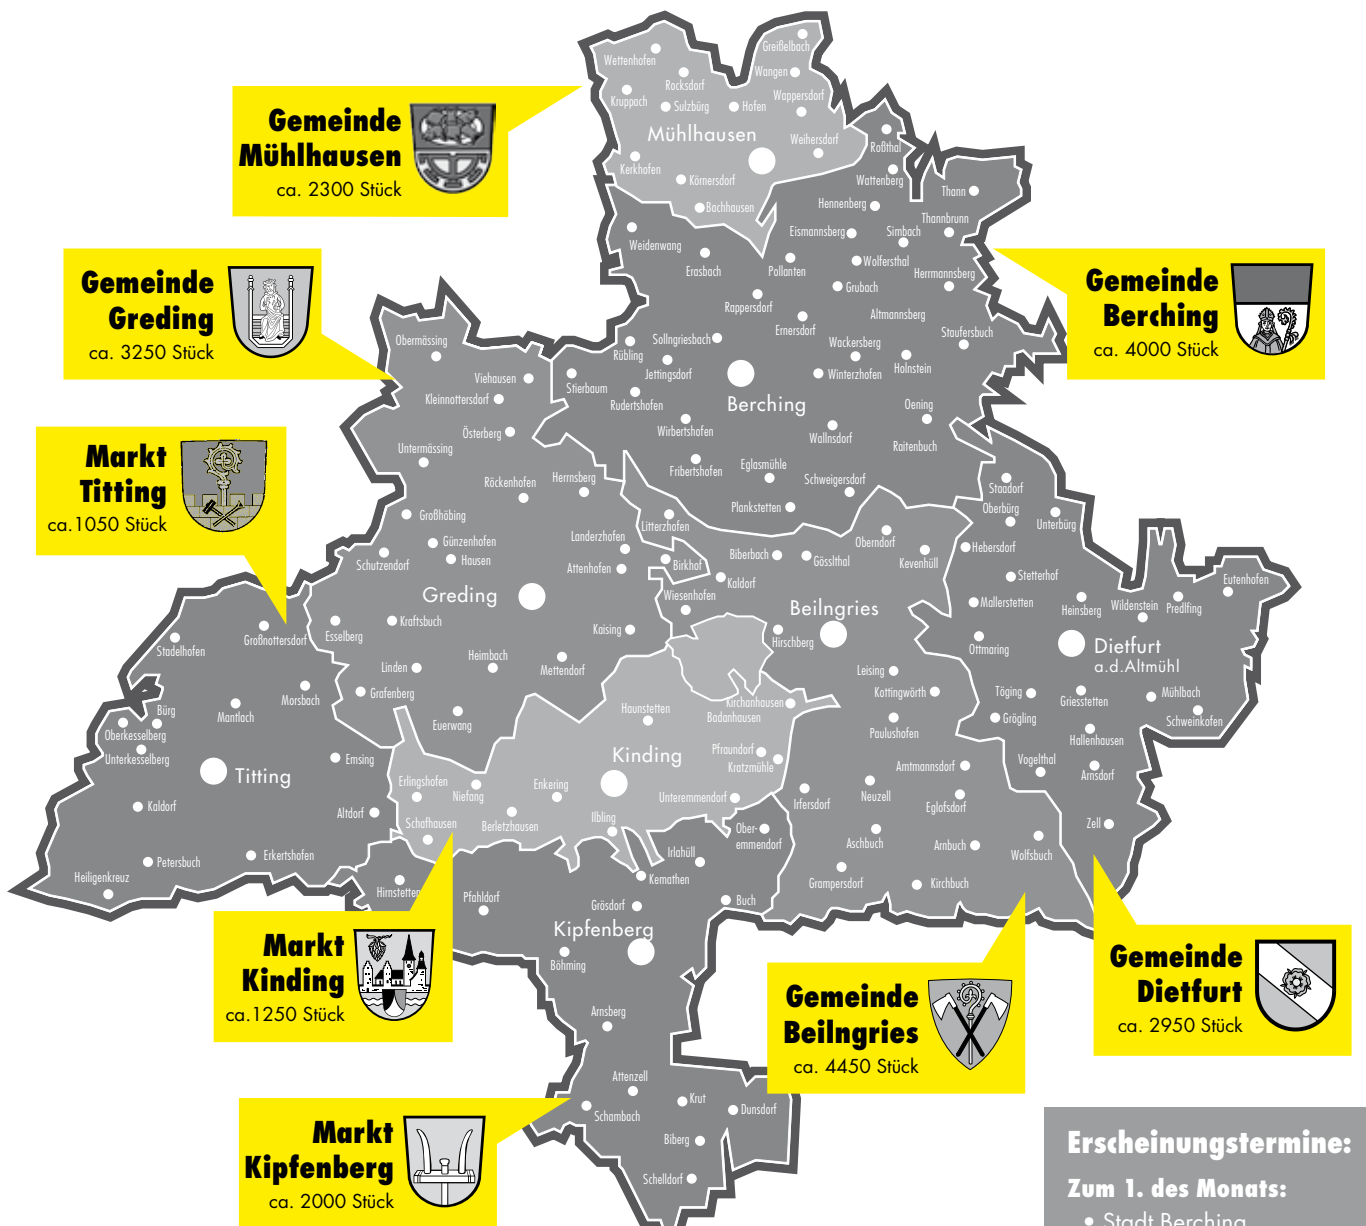 Gemeinde
Mühlhausen
ca. 2300 Stück
Gemeinde
Greding
ca. 3250 Stück
Markt
Titting
ca.1050 Stück
Gemeinde
Berching
ca. 4000 Stück
Markt
Kinding
ca.1250 Stück
Markt
Kipfenberg
ca. 2000 Stück
Gemeinde
Beilngries
ca. 4450 Stück
Gemeinde
Dietfurt
ca. 2950 Stück
Greißelbach
Wettenhofen
Wangen
Rocksdorf
Wappersdorf
Kruppach
Sulzbürg
Hofen
Mühlhausen
Weihersdorf
Kerkhofen
Körnersdorf
Bachhausen
Roßthal
Wattenberg
Thann
Hennenberg
Thannbrunn
Eismannsberg
Simbach
Weidenwang
Erasbach
Pollanten
Wolfersthal
Herrmannsberg
Grubach
Rappersdorf
Altmannsberg
Ernersdorf
Staufersbuch
Sollngriesbach
Wackersberg
Rübling
Holnstein
Jettingsdorf
Winterzhofen
Stierbaum
Rudertshofen
Berching
Oening
Wirbertshofen
Wallnsdorf
Raitenbuch
Fribertshofen
Eglasmühle
Schweigersdorf
Plankstetten
Obermässing
Viehausen
Kleinnottersdorf
Österberg
Untermässing
Röckenhofen
Herrnsberg
Großhöbing
Landerzhofen
Günzenhofen
Hausen
Schutzendorf
Attenhofen
Greding
Kraftsbuch
Esselberg
Kaising
Linden
Heimbach
Mettendorf
Grafenberg
Euerwang
Litterzhofen
Birkhof
Biberbach
Gösslthal
Oberndorf
Kevenhüll
Kaldorf
Wiesenhofen
Beilngries
Hirschberg
Leising
Kottingwörth
Paulushofen
Amtmannsdorf
Neuzell
Irfersdorf
Eglofsdorf
Aschbuch
Arnbuch
Wolfsbuch
Grampersdorf
Kirchbuch
Staadorf
Oberbürg
Unterbürg
Hebersdorf
Stetterhof
Eutenhofen
Mallerstetten
Heinsberg
Wildenstein
Predlfing
Ottmaring
Dietfurt
a.d.Altmühl
Töging
Griesstetten
Mühlbach
Grögling
Schweinkofen
Hallenhausen
Vogelthal
Arnsdorf
Zell
Großnottersdorf
Stadelhofen
Morsbach
Bürg
Mantlach
Oberkesselberg
Unterkesselberg
Emsing
Titting
Kaldorf
Altdorf
Petersbuch
Erkertshofen
Heiligenkreuz
Kirchanhausen
Haunstetten
Badanhausen
Kinding
Pfraundorf
Kratzmühle
Erlingshofen
Niefang
Enkering
Unteremmendorf
Schafhausen
Berletzhausen
Ilbling
Ober-
emmendorf
Irlahüll
Kemathen
Hirnstetten
Pfahldorf
Grösdorf
Buch
Kipfenberg
Böhming
Arnsberg
Attenzell
Krut
Schambach
Dunsdorf
Biberg
Schelldorf
Erscheinungstermine:
Zum 1. des Monats:
• Stadt Berching